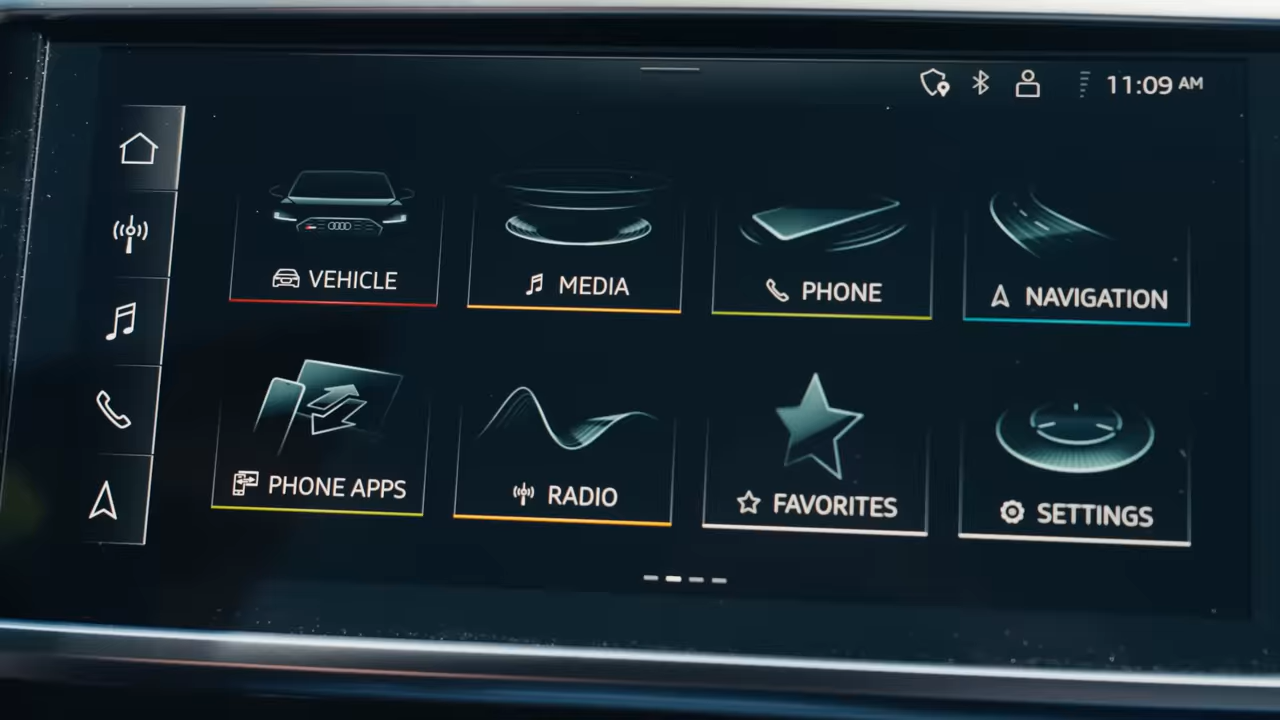 11:09 AM
VEHICLE
MEDIA
PHONE
NAVIGATION
PHONE APPS
RADIO
FAVORITES
SETTINGS